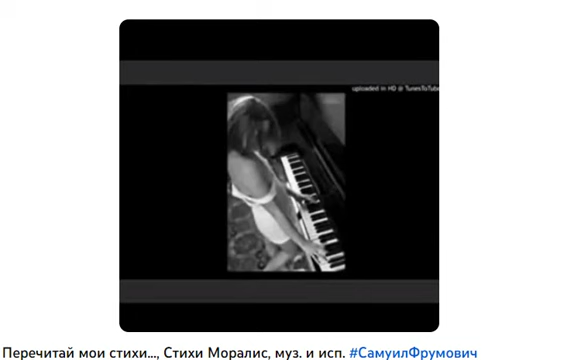 uploaded in HD @ TunesToTube
Перечитай мои стихи..., Стихи Моралис, муз. и исп. #СамуилФрумович